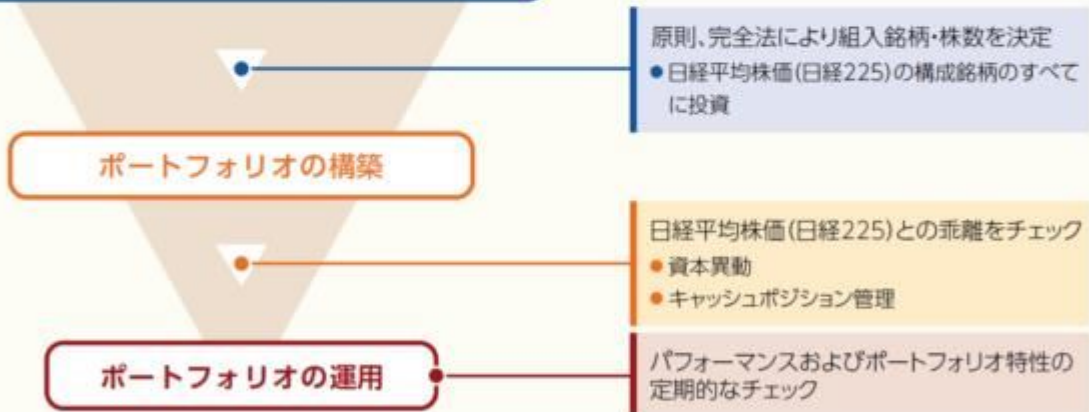 原則、完全法により組入銘柄・株数を決定
●日経平均株価(日経225)の構成銘柄のすべて
に投資
ポートフォリオの構築
日経平均株価(日経225)との乖離をチェック
●資本異動
●キャッシュポジション管理
ポートフォリオの運用
パフォーマンスおよびポートフォリオ特性の
定期的なチェック